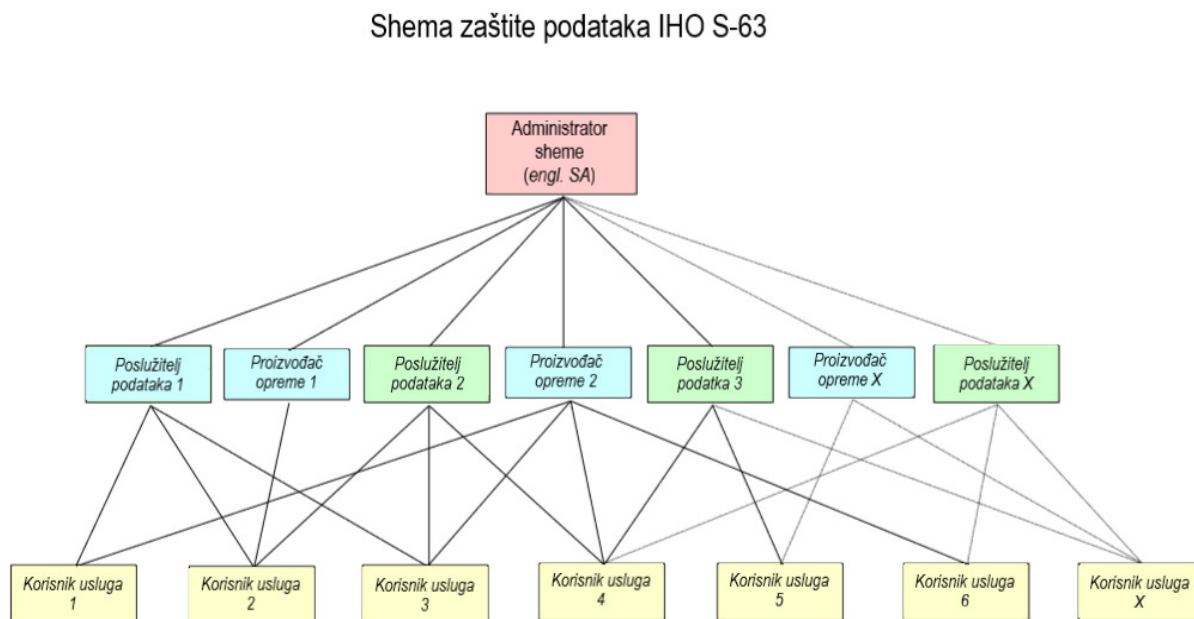 Shema zaštite podataka IHO S-63
Administrator
sheme
(engl. SA)
Poslužitelj
podataka 1
Proizvođač
opreme 1
Poslužitelj
podataka 2
Proizvođač
opreme 2
Poslužitelj
podatka 3
Proizvođač
opreme X
Poslužitelj
podataka X
Korisnik usluga
1
Korisnik usluga
2
Korisnik usluga
3
Korisnik usluga
4
Korisnik usluga
5
Korisnik usluga
6
Korisnik usluga
X